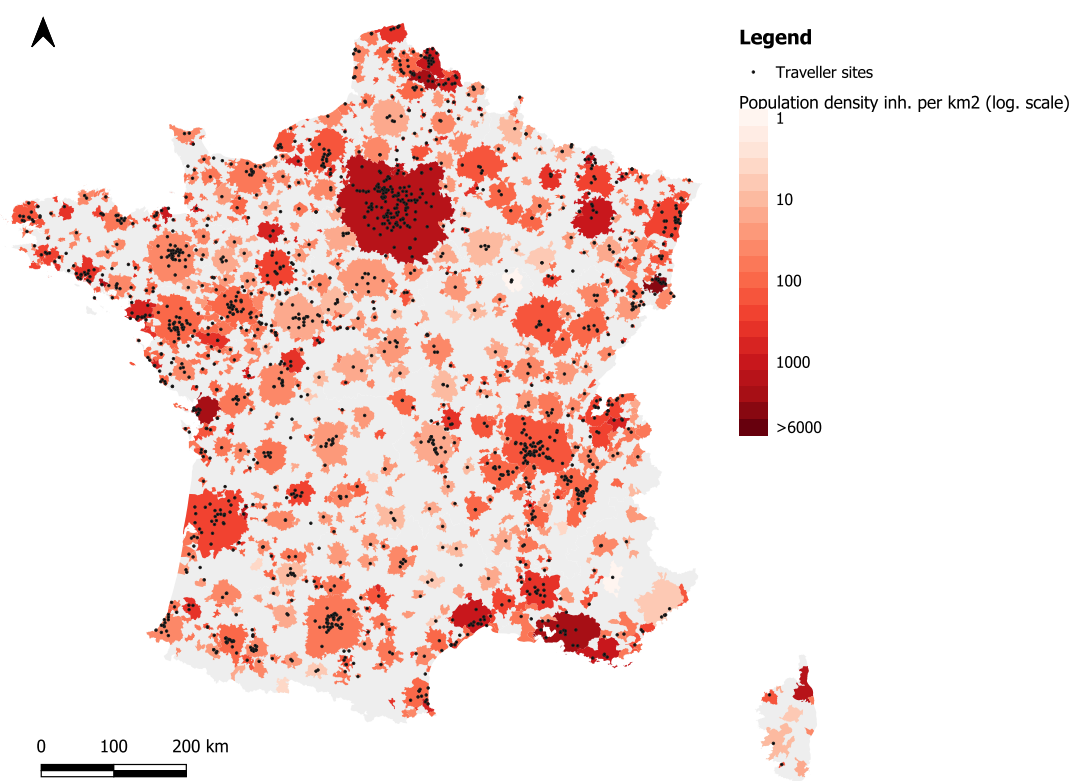 Legend
Traveller sites
Population density inh. per km2 (log. scale)
1
10
100
1000
>6000
0 100 200 km